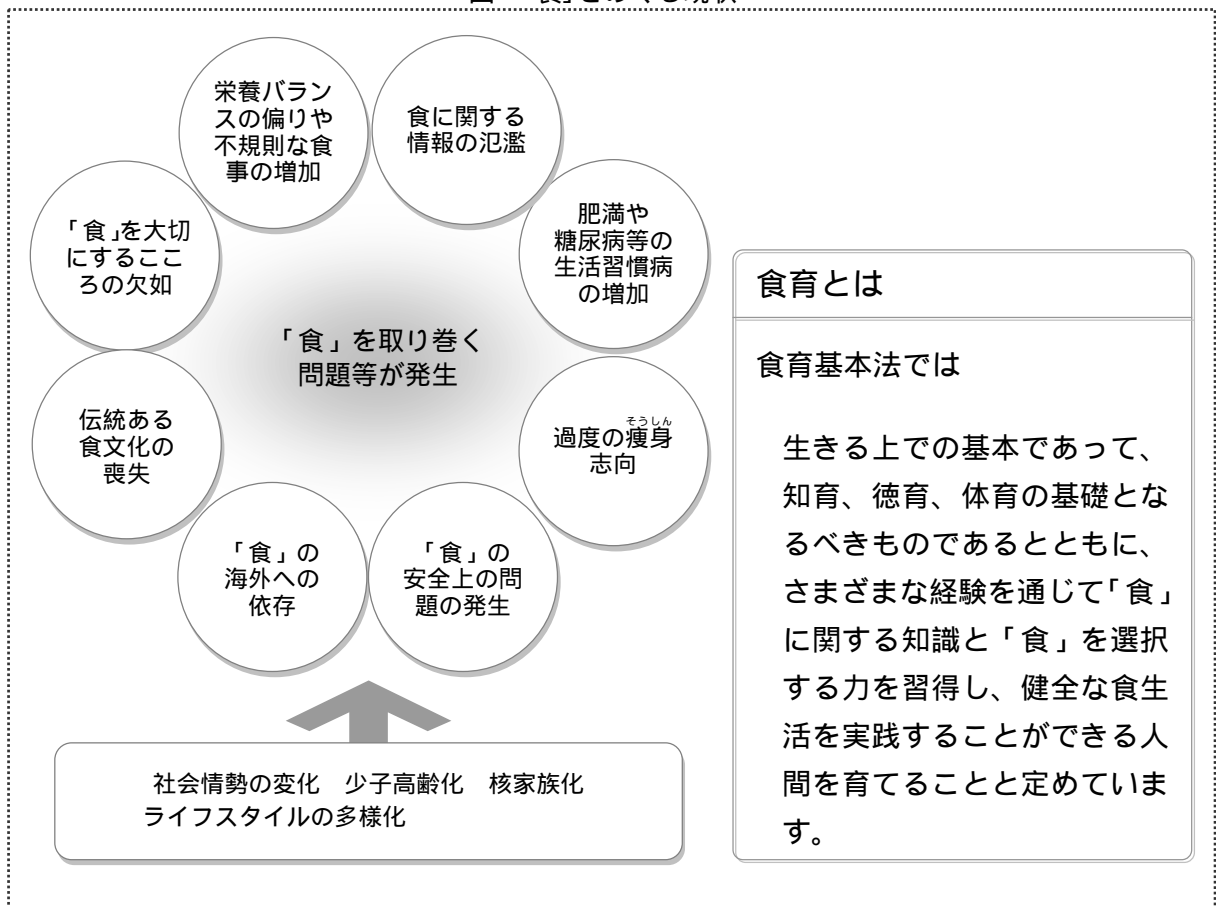 栄養バラン
スの偏りや
不規則な食
事の増加
食に関する
情報の氾濫
肥満や
糖尿病等の
生活習慣病
の増加
過度の痩身
そうしん
志向
「食」の
安全上の問
題の発生
「食」の
海外への
依存
伝統ある
食文化の
喪失
「食」を大切
にするここ
ろの欠如
「食」を取り巻く
問題等が発生
社会情勢の変化 少子高齢化 核家族化
ライフスタイルの多様化
食育とは
食育基本法では
生きる上での基本であって、
知育、徳育、体育の基礎とな
るべきものであるとともに、
さまざまな経験を通じて「食」
に関する知識と「食」を選択
する力を習得し、健全な食生
活を実践することができる人
間を育てることと定めていま
す。